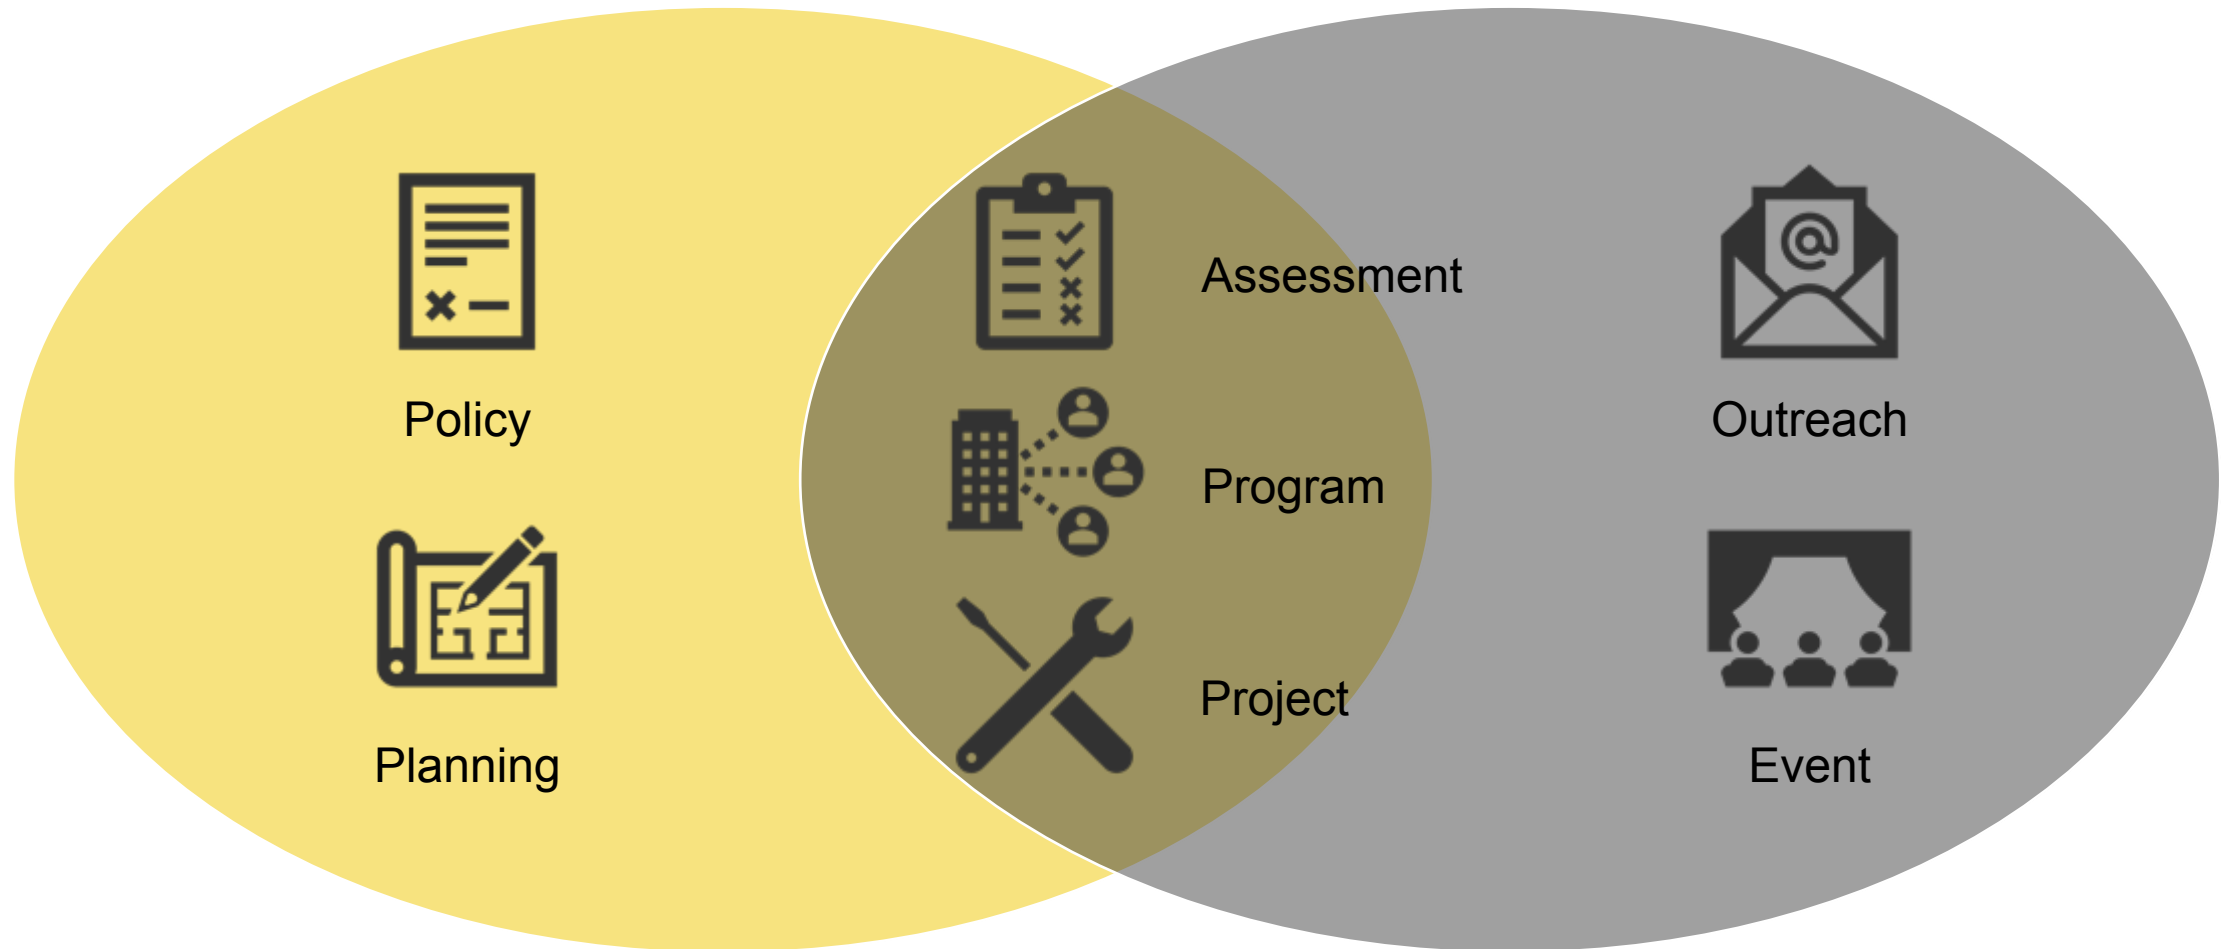 Policy
Planning
Assessment
Program
Project
@
Outreach
Event